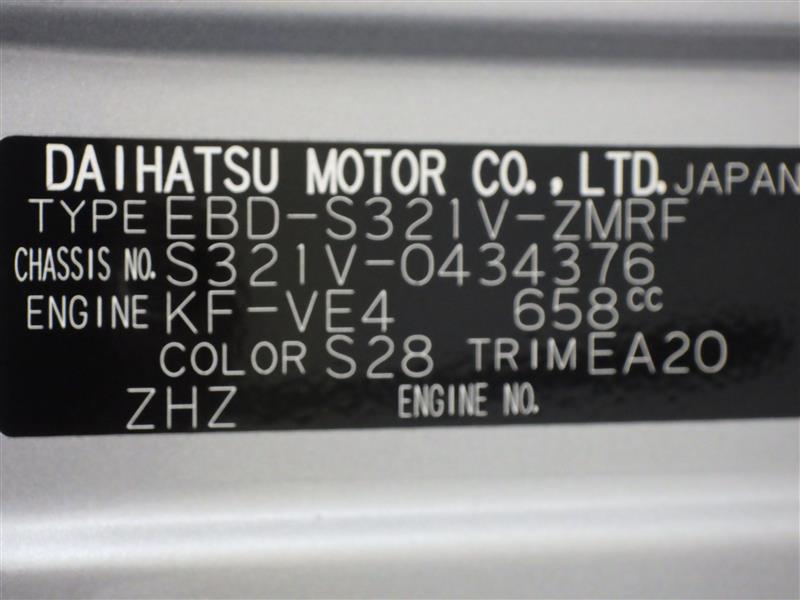 DAIHATSU MOTOR CO., LTD. JAPAN
TYPE EBD-S321V-ZMRF
CHASSIS NO. S321V-0434376
ENGINE KF-VE4 658cc
COLOR S28 TRIM EA20
ZHZ ENGINE NO.